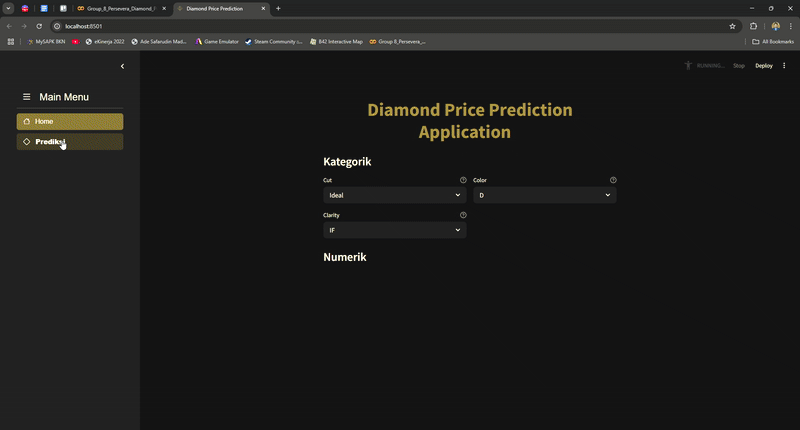 Group_8_Persevera_Diamond_P
Diamond Price Prediction
localhost:8501
MySAPK BKN
eKinerja 2022
Ade Safarudin Mad...
Game Emulator
Steam Community :...
B42 Interactive Map
Group 8_Persevera_...
All Bookmarks
RUNNING...
Stop
Deploy
Main Menu
Home
Prediksi
Diamond Price Prediction
Application
Kategorik
Cut
Color
Ideal
D
Clarity
IF
Numerik